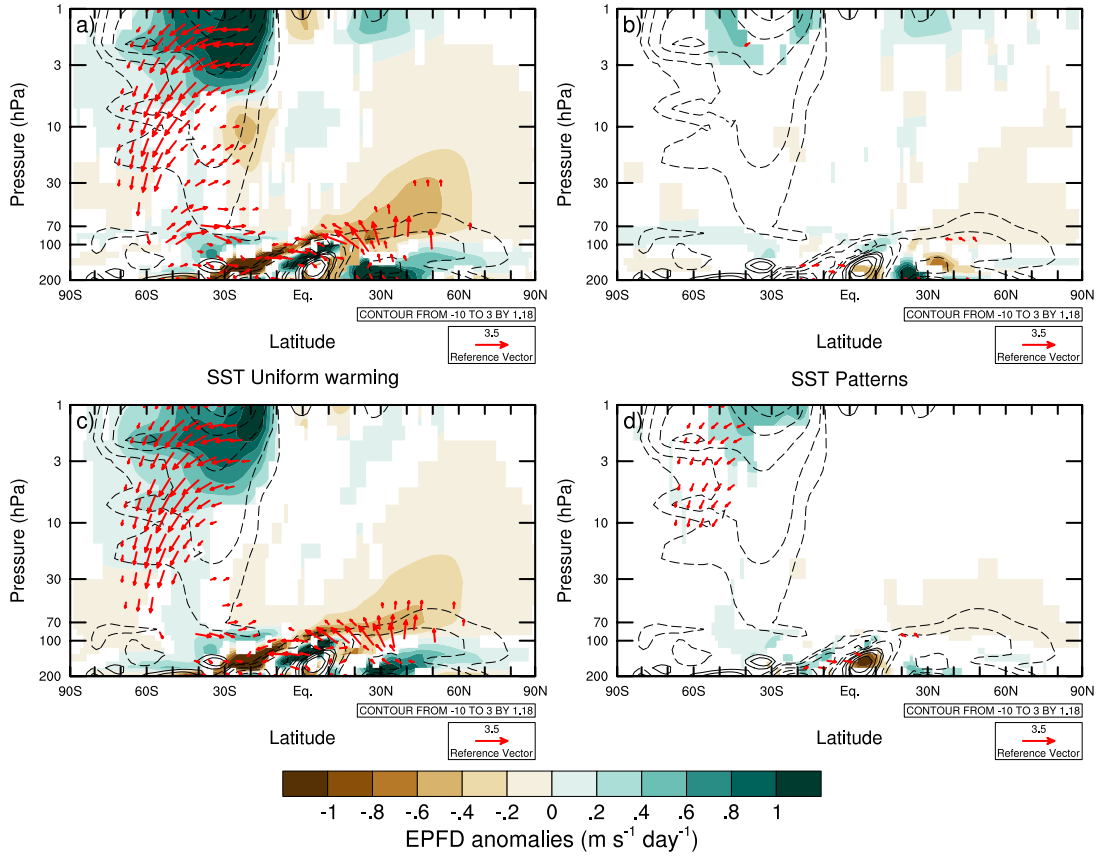 a)
b)
Pressure (hPa)
1
3
10
30
70
100
200
90S 60S 30S Eq. 30N 60N 90N
CONTOUR FROM -10 TO 3 BY 1.18
3.5
Reference Vector
Latitude
Pressure (hPa)
1
3
10
30
70
100
200
90S 60S 30S Eq. 30N 60N 90N
CONTOUR FROM -10 TO 3 BY 1.18
3.5
Reference Vector
Latitude
SST Uniform warming
SST Patterns
c)
d)
Pressure (hPa)
1
3
10
30
70
100
200
90S 60S 30S Eq. 30N 60N 90N
CONTOUR FROM -10 TO 3 BY 1.18
3.5
Reference Vector
Latitude
Pressure (hPa)
1
3
10
30
70
100
200
90S 60S 30S Eq. 30N 60N 90N
CONTOUR FROM -10 TO 3 BY 1.18
3.5
Reference Vector
Latitude
-1 -.8 -.6 -.4 -.2 0 .2 .4 .6 .8 1
EPFD anomalies (m s⁻¹ day⁻¹)